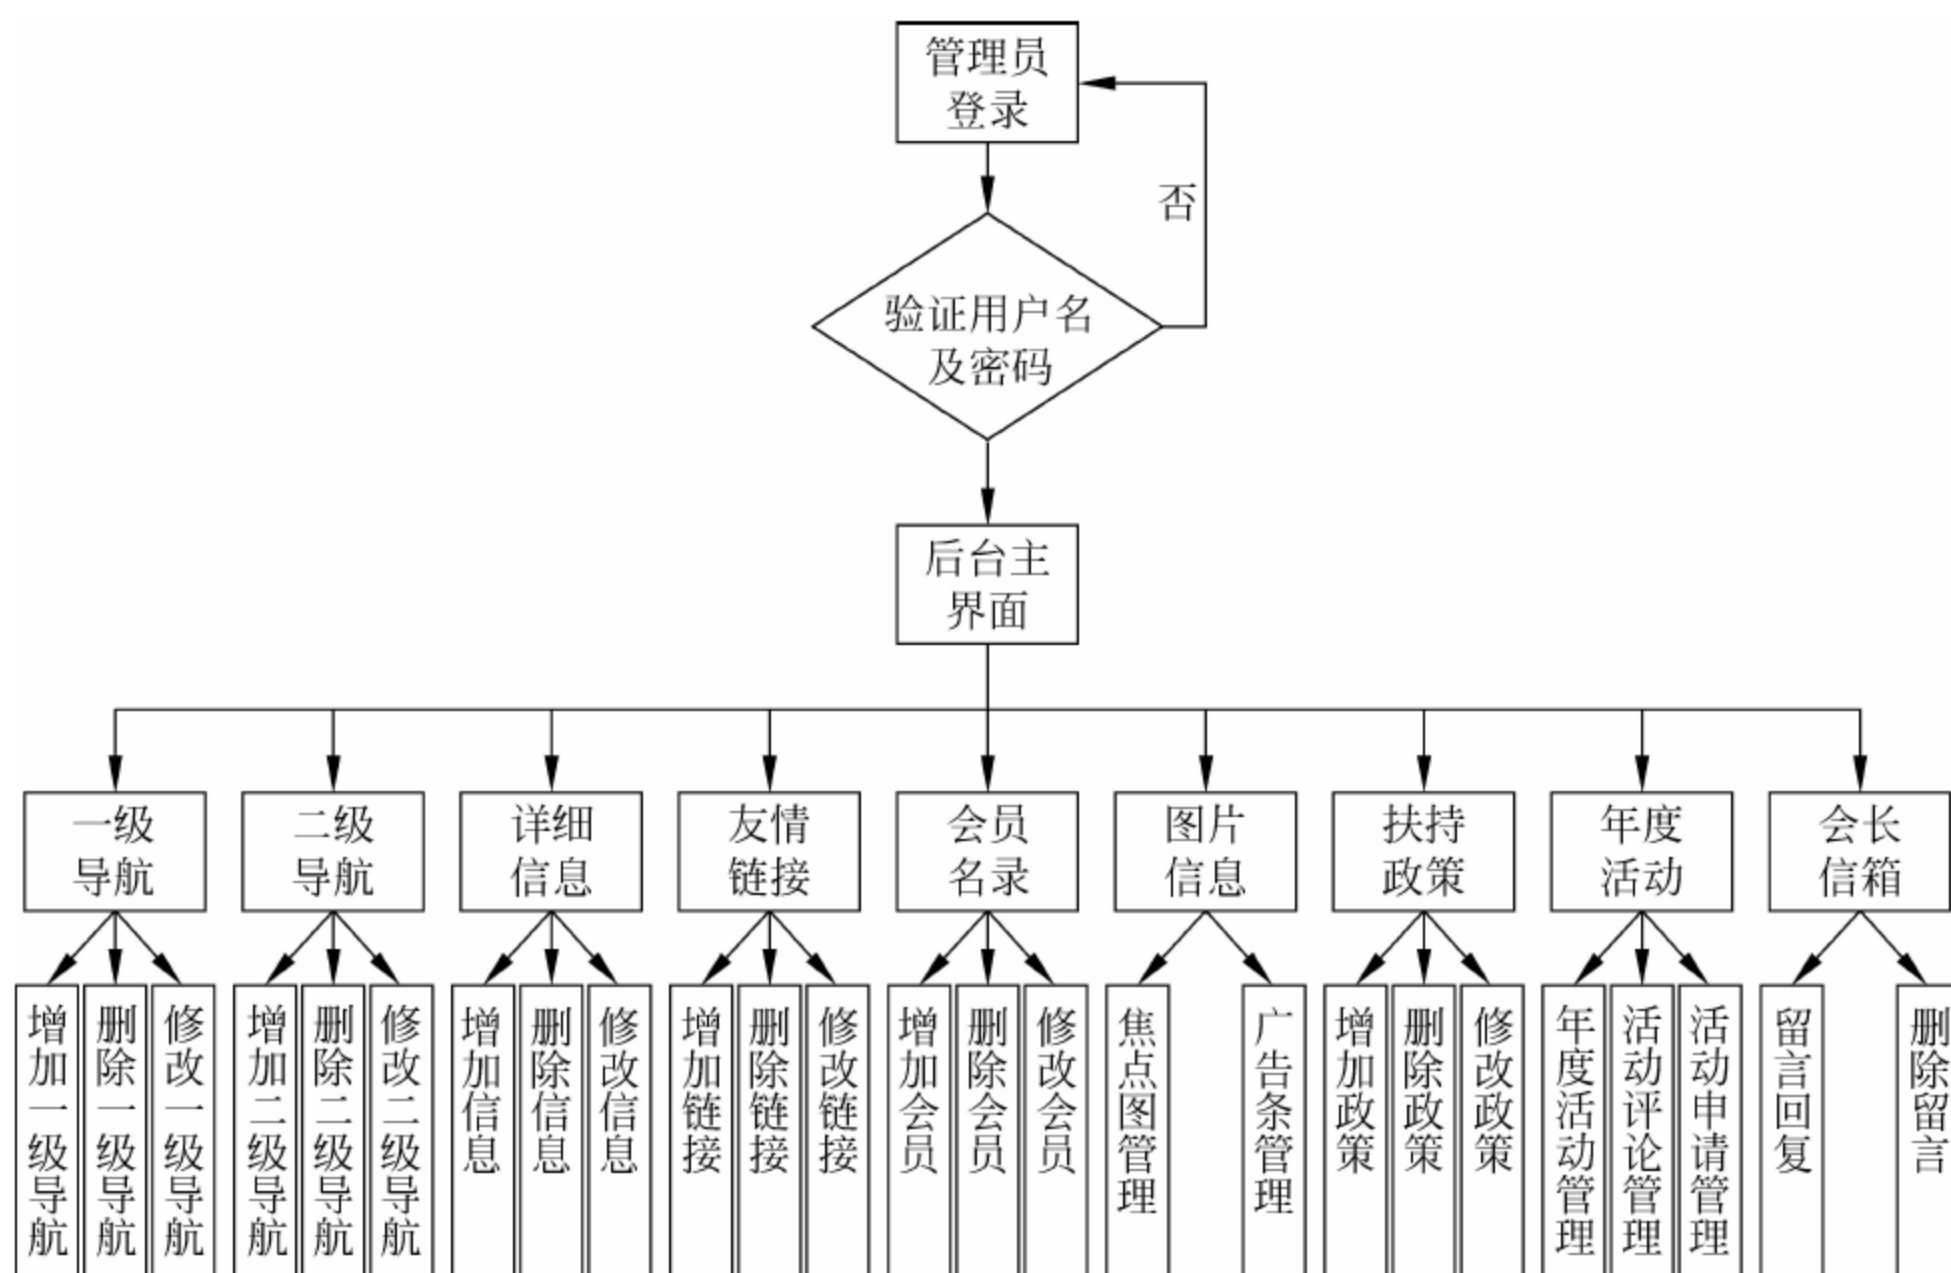 管理员
登录
否
验证用户名
及密码
后台主
界面
一级
导航
二级
导航
详细
信息
友情
链接
会员
名录
图片
信息
扶持
政策
年度
活动
会长
信箱
增加一级导航
删除一级导航
修改一级导航
增加二级导航
删除二级导航
修改二级导航
增加信息
删除信息
修改信息
增加链接
删除链接
修改链接
增加会员
删除会员
修改会员
焦点图管理
广告条管理
增加政策
删除政策
修改政策
年度活动管理
活动评论管理
活动申请管理
留言回复
删除留言